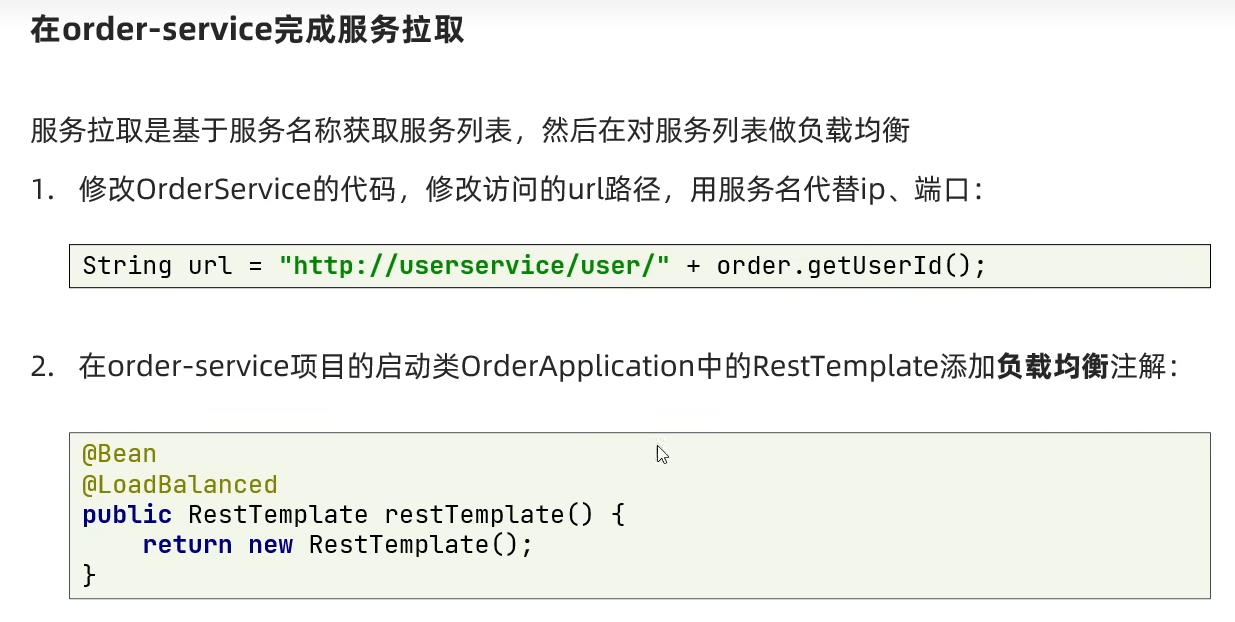 在order-service完成服务拉取
服务拉取是基于服务名称获取服务列表，然后在对服务列表做负载均衡
1. 修改OrderService的代码，修改访问的url路径，用服务名代替ip、端口：
String url = "http://userservice/user/" + order.getUserId();
2. 在order-service项目的启动类OrderApplication中的RestTemplate添加负载均衡注解：
@Bean
@LoadBalanced
public RestTemplate restTemplate() {
    return new RestTemplate();
}